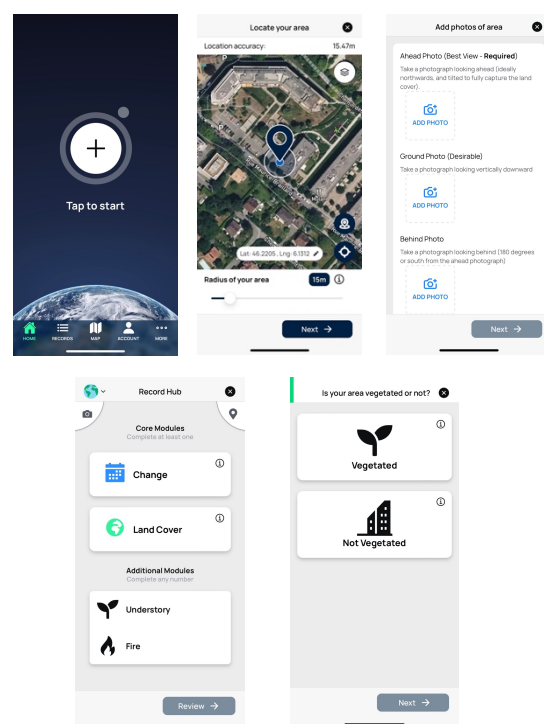 Tap to start
HOME
RECORDS
MAP
ACCOUNT
MORE
Locate your area
Location accuracy: 15.47m
Lat: 46.2205 , Lng: 6.1312
Radius of your area 15m
Next →
Add photos of area
Ahead Photo (Best View - Required)
Take a photograph looking ahead (ideally
northwards, and tilted to fully capture the land
cover).
ADD PHOTO
Ground Photo (Desirable)
Take a photograph looking vertically downward
ADD PHOTO
Behind Photo
Take a photograph looking behind (180 degrees
or south from the ahead photograph)
ADD PHOTO
Next →
Record Hub
Core Modules
Complete at least one
Change
Land Cover
Additional Modules
Complete any number
Understory
Fire
Review →
Is your area vegetated or not?
Vegetated
Not Vegetated
Next →